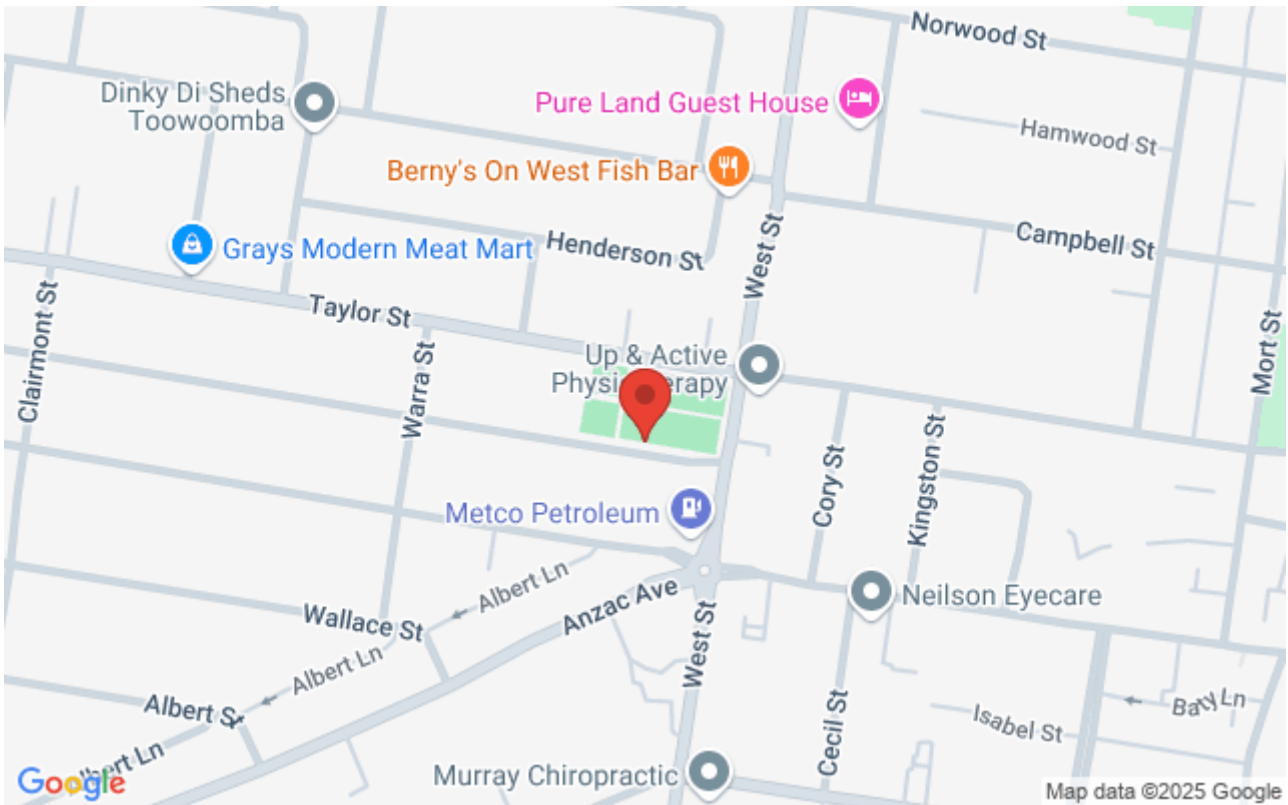 Norwood St
Dinky Di Sheds
Toowoomba
Pure Land Guest House
Hamwood St
Berny's On West Fish Bar
Campbell St
Henderson St
Grays Modern Meat Mart
West St
Taylor St
Clairmont St
Warra St
Up & Active
Physiotherapy
Mort St
Cory St
Kingston St
Metco Petroleum
Albert Ln
Anzac Ave
Neilson Eyecare
Wallace St
West St
Albert Ln
Albert St
Cecil St
Isabel St
Baty Ln
Albert Ln
Murray Chiropractic
Google
Map data ©2025 Google